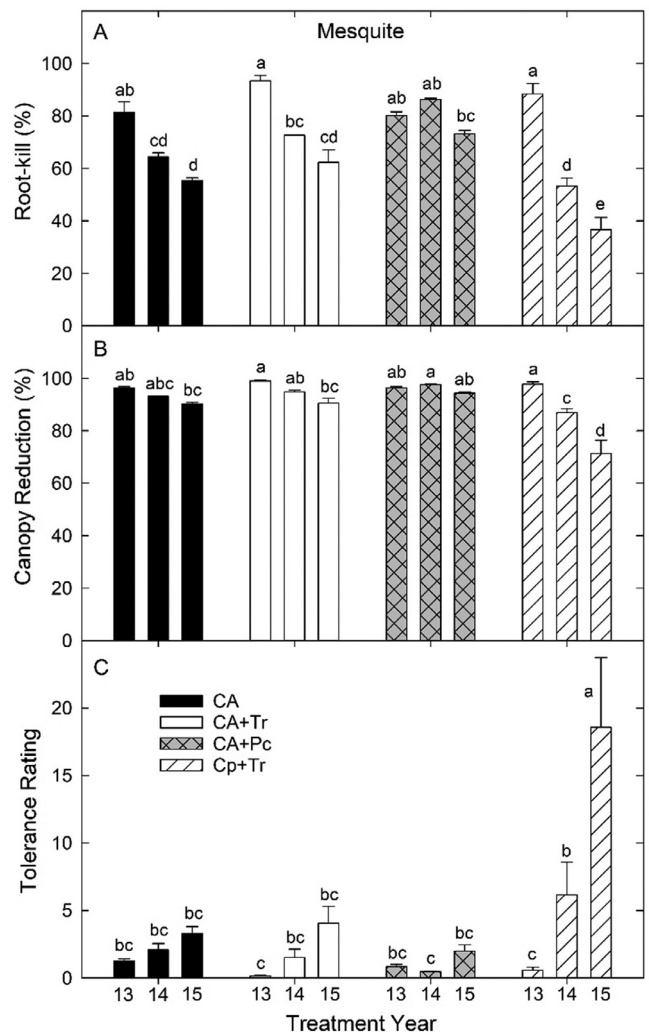 A
Mesquite
Root-kill (%)
100
80
60
40
20
0
ab
cd
d
a
bc
cd
ab
ab
bc
a
d
e
B
Canopy Reduction (%)
100
80
60
40
20
0
ab
abc
bc
a
ab
bc
ab
a
ab
a
c
d
C
Tolerance Rating
20
15
10
5
0
CA
CA+Tr
CA+Pc
Cp+Tr
bc
bc
bc
c
bc
bc
bc
c
bc
c
b
a
13 14 15 13 14 15 13 14 15 13 14 15
Treatment Year